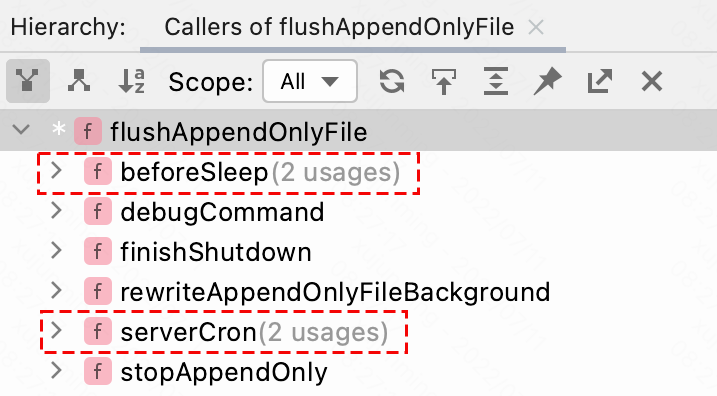 Hierarchy: Callers of flushAppendOnlyFile
Scope: All
* f flushAppendOnlyFile
f beforeSleep(2 usages)
f debugCommand
f finishShutdown
f rewriteAppendOnlyFileBackground
f serverCron(2 usages)
f stopAppendOnly